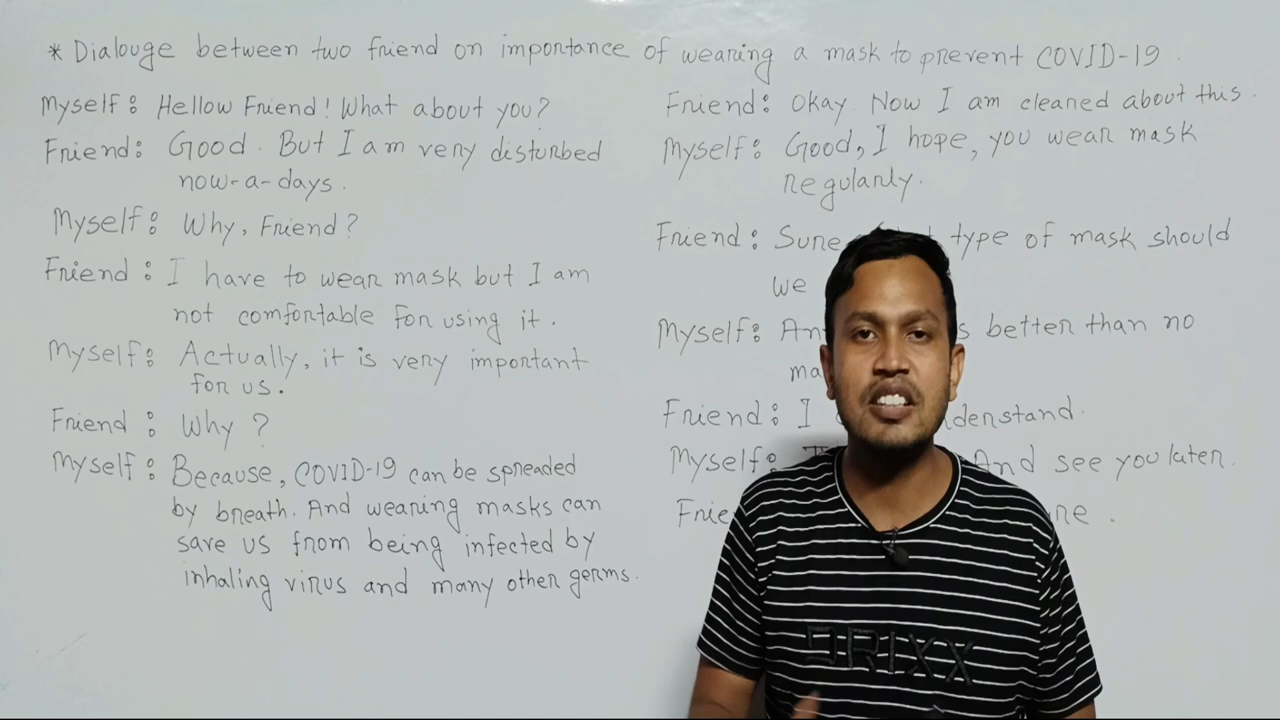 * Dialouge between two friend on importance of wearing a mask to prevent COVID-19.
Myself: Hellow Friend! What about you?
Friend: Good. But I am very disturbed
now-a-days.
Myself: Why, Friend?
Friend: I have to wear mask but I am
not comfortable for using it.
Myself: Actually, it is very important
for us.
Friend: Why?
Myself: Because, COVID-19 can be spreaded
by breath. And wearing masks can
save us from being infected by
inhaling virus and many other germs.
Friend: Okay. Now I am cleaned about this.
Myself: Good, I hope, you wear mask
regularly.
Friend: Sure type of mask should
we
Myself: better than no
Friend: I
Myself: And see you later.
DRIXX